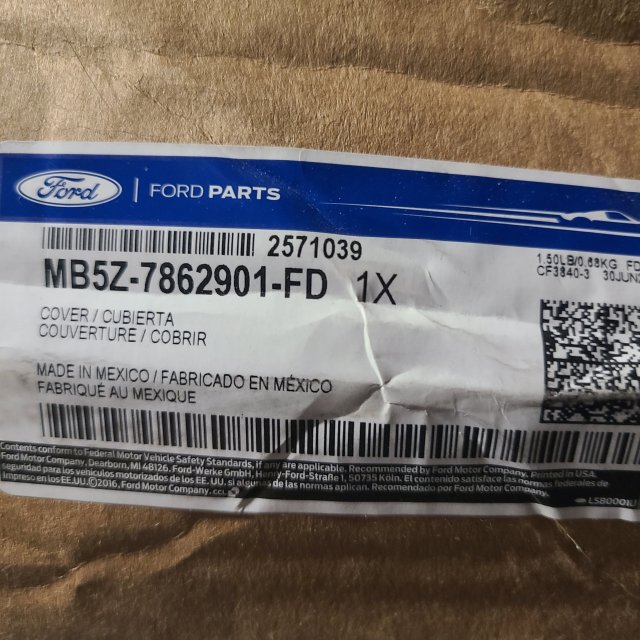 Ford | FORD PARTS
2571039
MB5Z-7862901-FD 1X
1.50LB/0.68KG FD
CF3840-3 30JUN
COVER / CUBIERTA
COUVERTURE / COBRIR
MADE IN MEXICO / FABRICADO EN MÉXICO
FABRIQUÉ AU MEXIQUE
Contents conform to Federal Motor Vehicle Safety Standards, if any are applicable. Recommended by Ford Motor Company. Printed in USA.
Ford Motor Company, Dearborn, MI 48126. Ford-Werke GmbH, Henry-Ford-Straße 1, 50735 Köln. El contenido satisface las normas federales de
seguridad para los vehículos motorizados de los EE. UU. si algunas de las normas aplican. Recomendado por Ford Motor Company.
Impreso en los EE.UU. ©2016, Ford Motor Company.